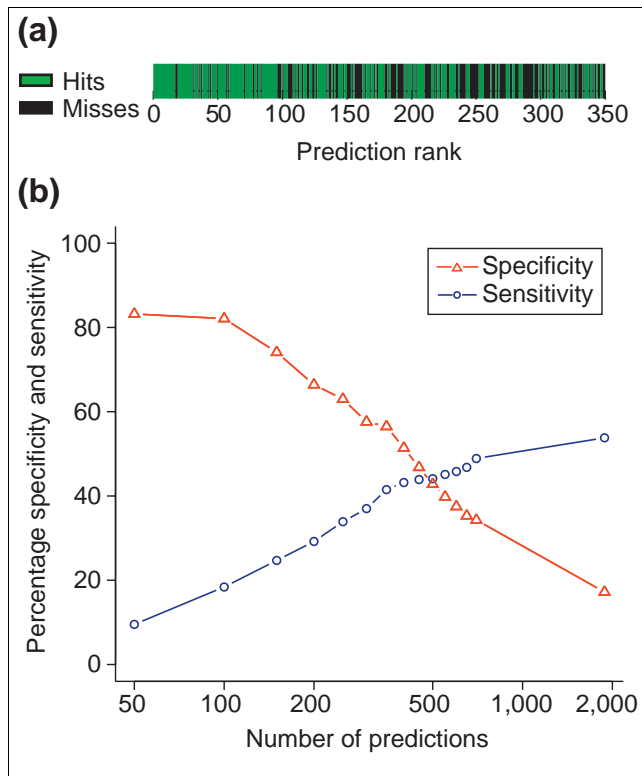 (a)
Hits
Misses
0 50 100 150 200 250 300 350
Prediction rank
(b)
Percentage specificity and sensitivity
100
80
60
40
20
0
Specificity
Sensitivity
50 100 200 500 1,000 2,000
Number of predictions